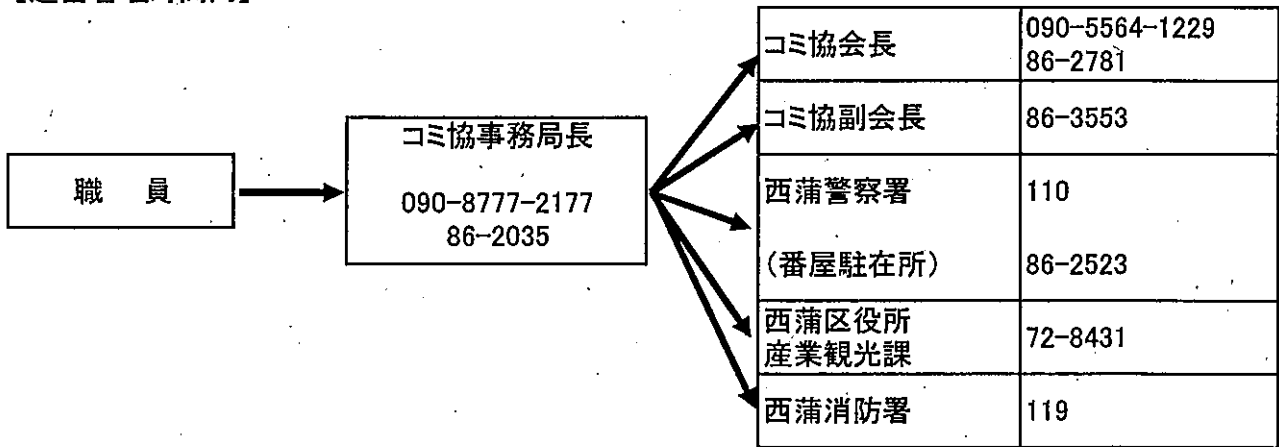 職　員
コミ協事務局長
090-8777-2177
86-2035
コミ協会長
090-5564-1229
86-2781
コミ協副会長
86-3553
西蒲警察署
110
(番屋駐在所)
86-2523
西蒲区役所
産業観光課
72-8431
西蒲消防署
119